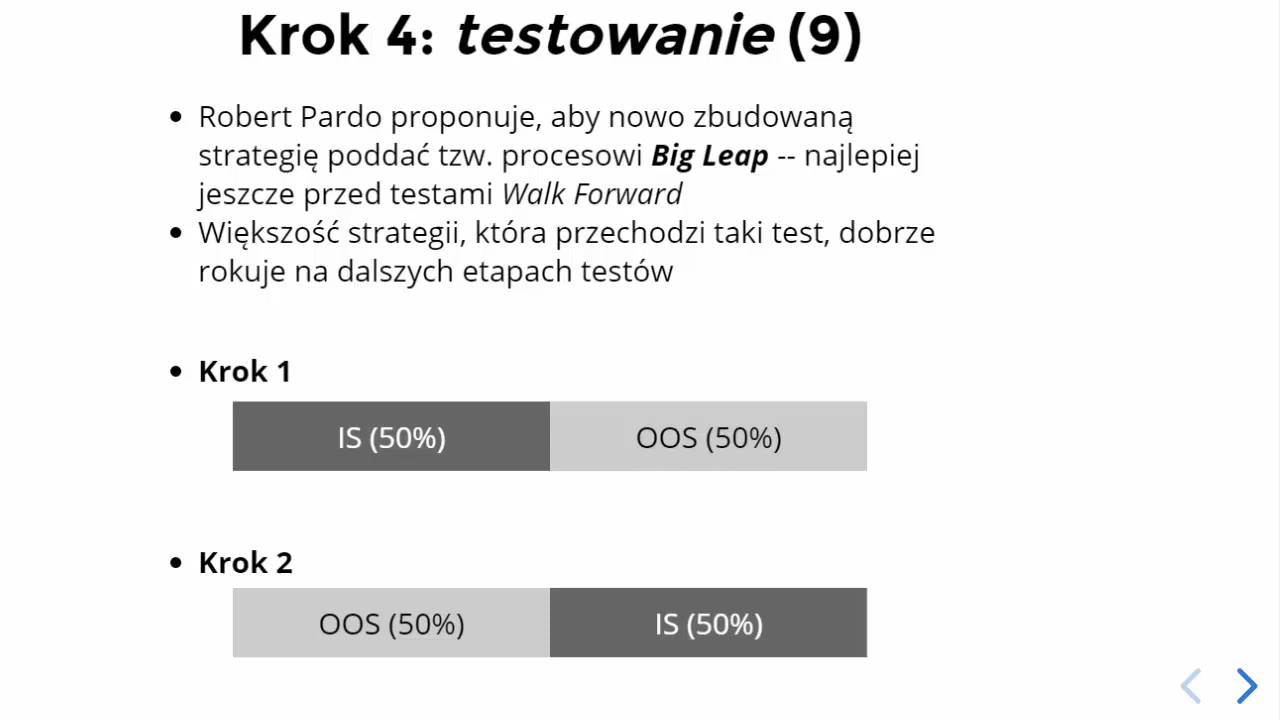 Krok 4: testowanie (9)
• Robert Pardo proponuje, aby nowo zbudowaną
strategię poddać tzw. procesowi Big Leap -- najlepiej
jeszcze przed testami Walk Forward
• Większość strategii, która przechodzi taki test, dobrze
rokuje na dalszych etapach testów
• Krok 1
IS (50%) OOS (50%)
• Krok 2
OOS (50%) IS (50%)